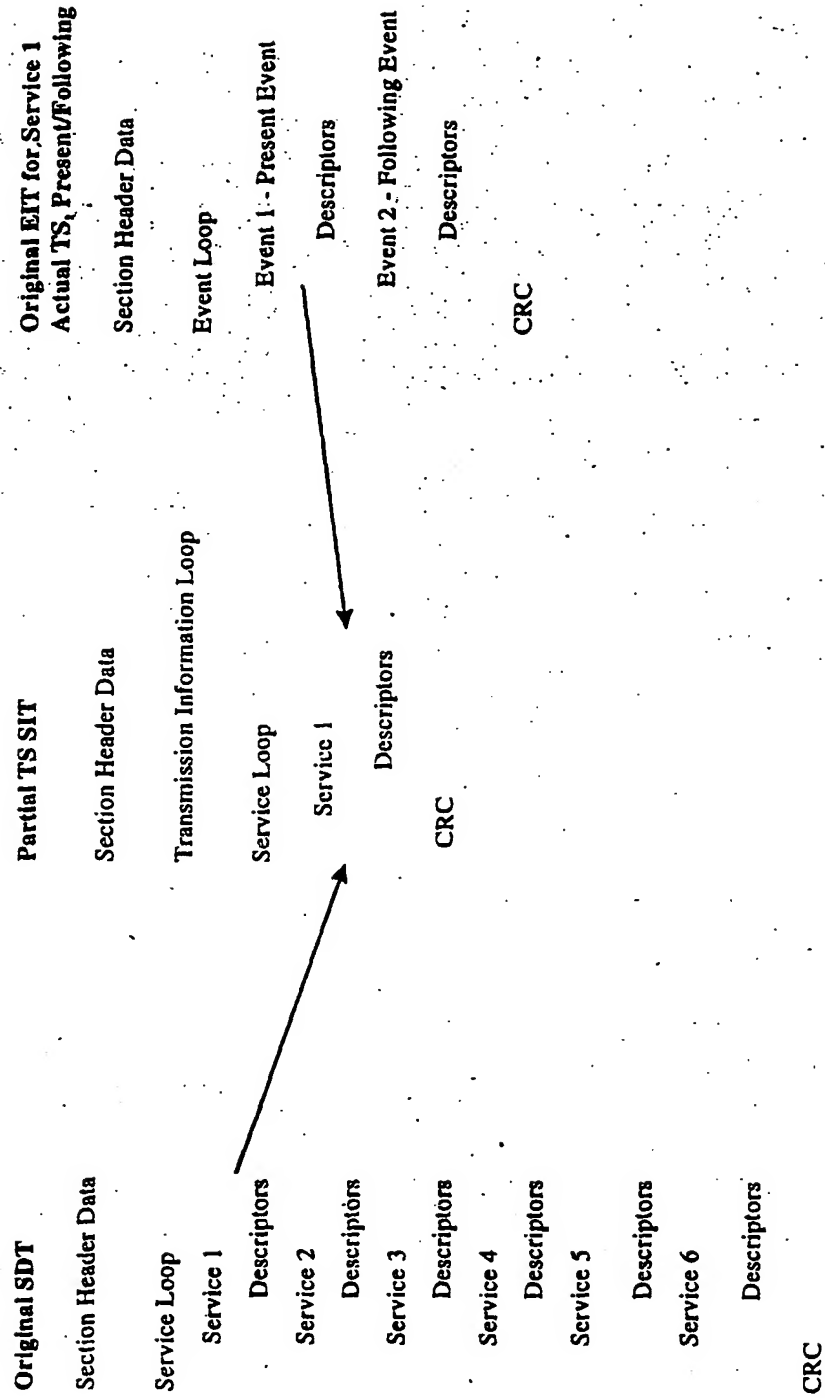 Original SDT
Section Header Data
Service Loop
Service 1
Descriptors
Service 2
Descriptors
Service 3
Descriptors
Service 4
Descriptors
Service 5
Descriptors
Service 6
Descriptors
CRC
Partial TS SIT
Section Header Data
Transmission Information Loop
Service Loop
Service 1
Descriptors
CRC
Original EIT for Service 1
Actual TS, Present/Following
Section Header Data
Event Loop
Event 1 - Present Event
Descriptors
Event 2 - Following Event
Descriptors
CRC